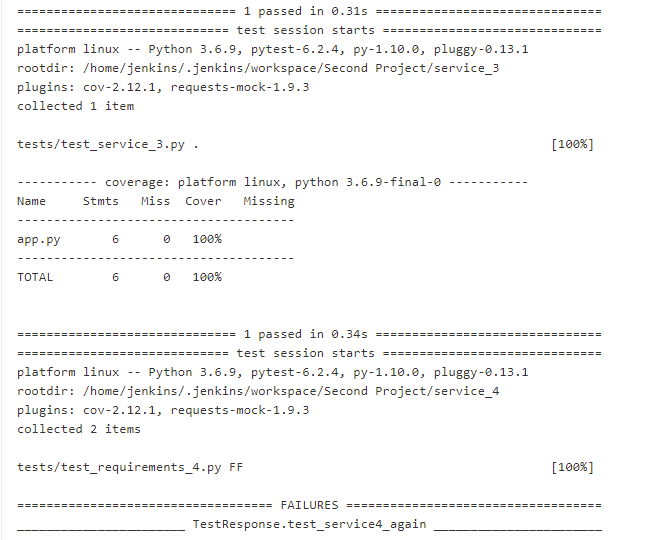 ============================== 1 passed in 0.31s ===============================
============================= test session starts ==============================
platform linux -- Python 3.6.9, pytest-6.2.4, py-1.10.0, pluggy-0.13.1
rootdir: /home/jenkins/.jenkins/workspace/Second Project/service_3
plugins: cov-2.12.1, requests-mock-1.9.3
collected 1 item
tests/test_service_3.py .                                                [100%]
----------- coverage: platform linux, python 3.6.9-final-0 -----------
Name     Stmts   Miss  Cover   Missing
--------------------------------------
app.py       6      0   100%
--------------------------------------
TOTAL        6      0   100%
============================== 1 passed in 0.34s ===============================
============================= test session starts ==============================
platform linux -- Python 3.6.9, pytest-6.2.4, py-1.10.0, pluggy-0.13.1
rootdir: /home/jenkins/.jenkins/workspace/Second Project/service_4
plugins: cov-2.12.1, requests-mock-1.9.3
collected 2 items
tests/test_requirements_4.py FF                                          [100%]
=================================== FAILURES ===================================
_______________________ TestResponse.test_service4_again _______________________